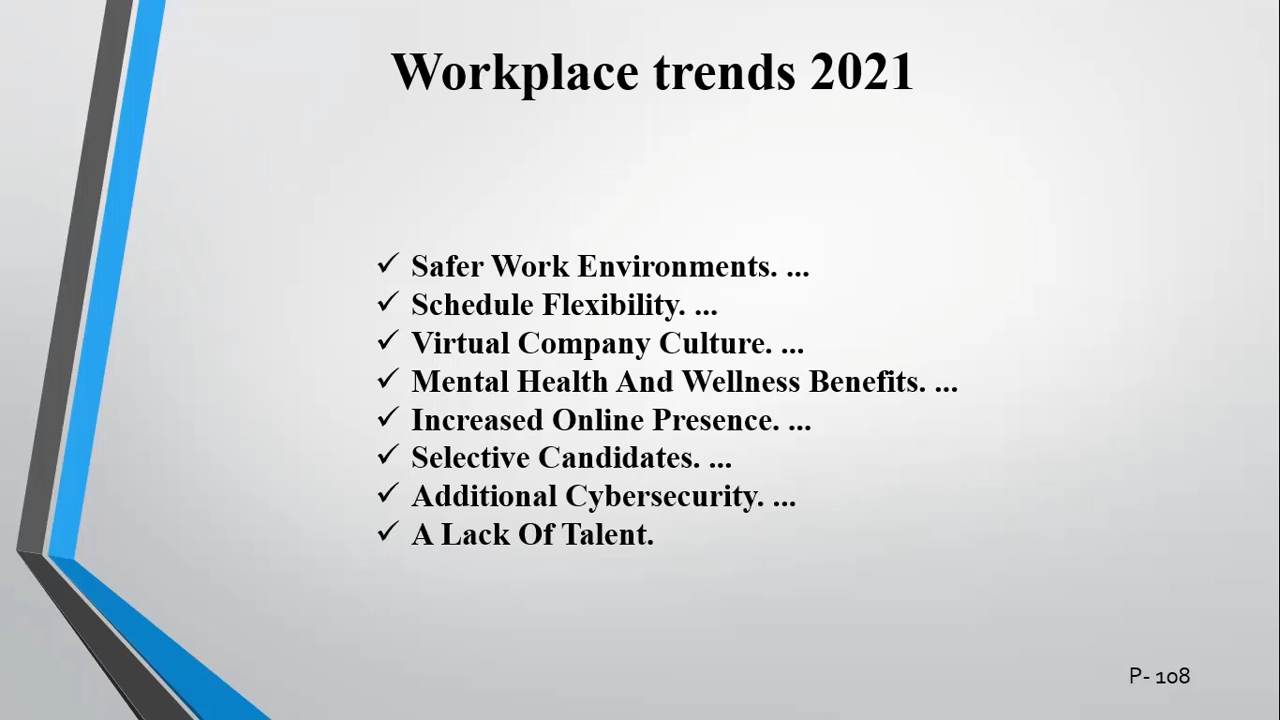 Workplace trends 2021
✓ Safer Work Environments. ...
✓ Schedule Flexibility. ...
✓ Virtual Company Culture. ...
✓ Mental Health And Wellness Benefits. ...
✓ Increased Online Presence. ...
✓ Selective Candidates. ...
✓ Additional Cybersecurity. ...
✓ A Lack Of Talent.
P- 108